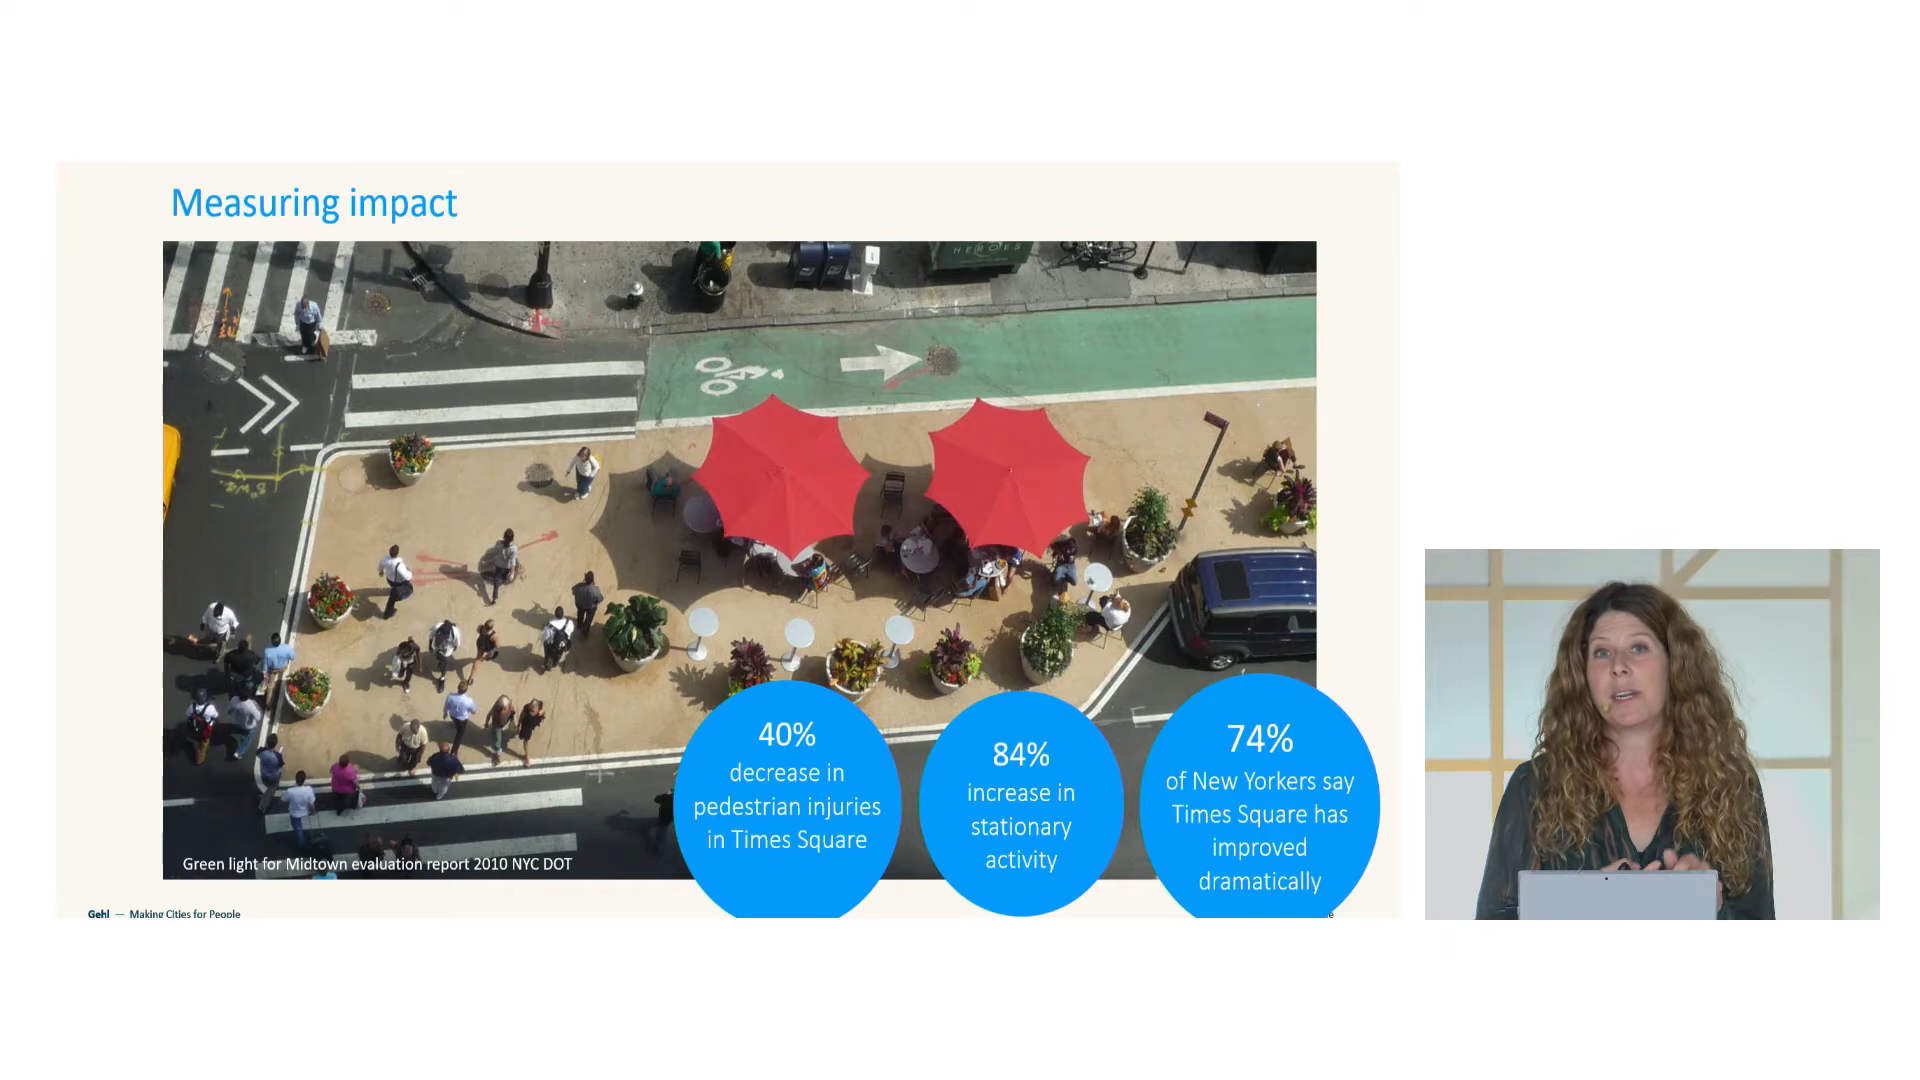 Measuring impact
HEROES
40%
decrease in
pedestrian injuries
in Times Square
84%
increase in
stationary
activity
74%
of New Yorkers say
Times Square has
improved
dramatically
Green light for Midtown evaluation report 2010 NYC DOT
Gehl — Making Cities for People